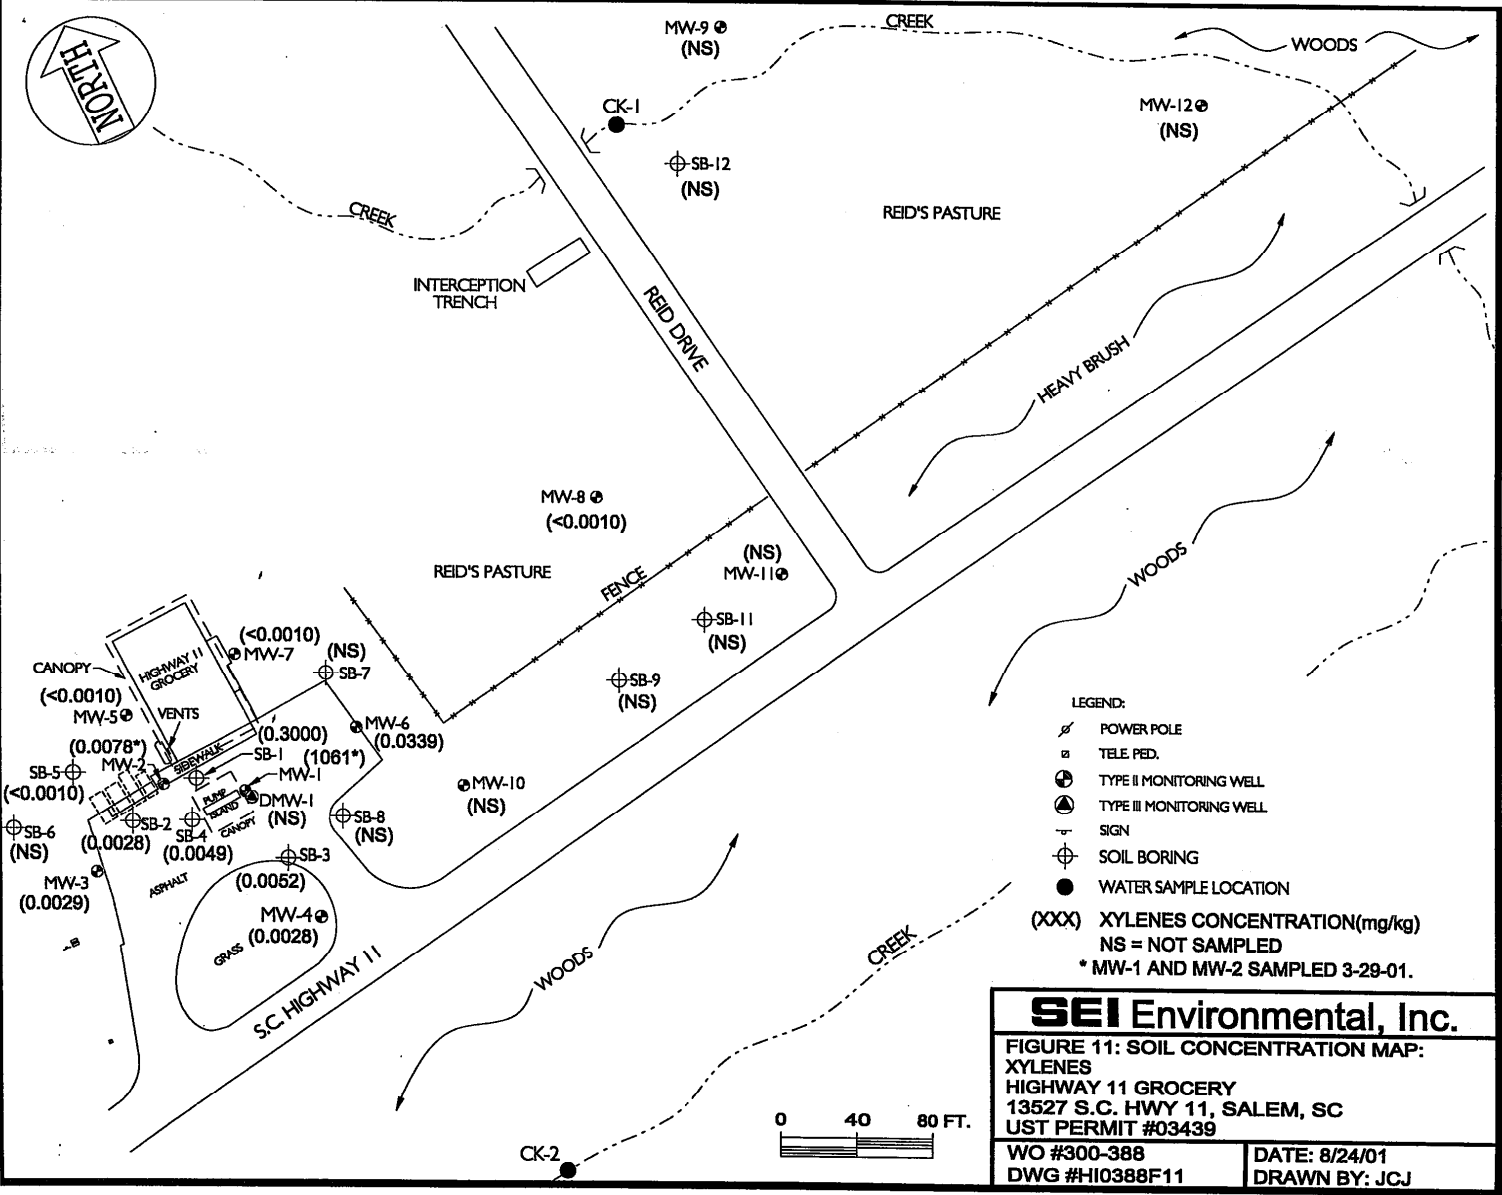 NORTH
MW-9
(NS)
CREEK
WOODS
CK-1
MW-12
(NS)
SB-12
(NS)
CREEK
REID'S PASTURE
INTERCEPTION
TRENCH
REID DRIVE
HEAVY BRUSH
MW-8
(<0.0010)
(NS)
MW-11
WOODS
REID'S PASTURE
FENCE
SB-11
(NS)
(<0.0010)
MW-7
(NS)
SB-7
CANOPY
HIGHWAY 11
GROCERY
SB-9
(NS)
(<0.0010)
MW-5
VENTS
MW-6
(0.0339)
(0.3000)
SB-1
(0.0078*)
MW-2
SIDEWALK
(1061*)
MW-1
SB-5
(<0.0010)
MW-10
(NS)
PUMP
ISLAND
DMW-1
(NS)
CANOPY
SB-8
(NS)
SB-6
(NS)
SB-2
(0.0028)
SB-4
(0.0049)
SB-3
(0.0052)
MW-3
(0.0029)
ASPHALT
MW-4
(0.0028)
GRASS
S.C. HIGHWAY 11
WOODS
CREEK
CK-2
0 40 80 FT.
LEGEND:
POWER POLE
TELE. PED.
TYPE II MONITORING WELL
TYPE III MONITORING WELL
SIGN
SOIL BORING
WATER SAMPLE LOCATION
(XXX) XYLENES CONCENTRATION(mg/kg)
NS = NOT SAMPLED
* MW-1 AND MW-2 SAMPLED 3-29-01.
SEI Environmental, Inc.
FIGURE 11: SOIL CONCENTRATION MAP:
XYLENES
HIGHWAY 11 GROCERY
13527 S.C. HWY 11, SALEM, SC
UST PERMIT #03439
WO #300-388
DWG #HI0388F11
DATE: 8/24/01
DRAWN BY: JCJ